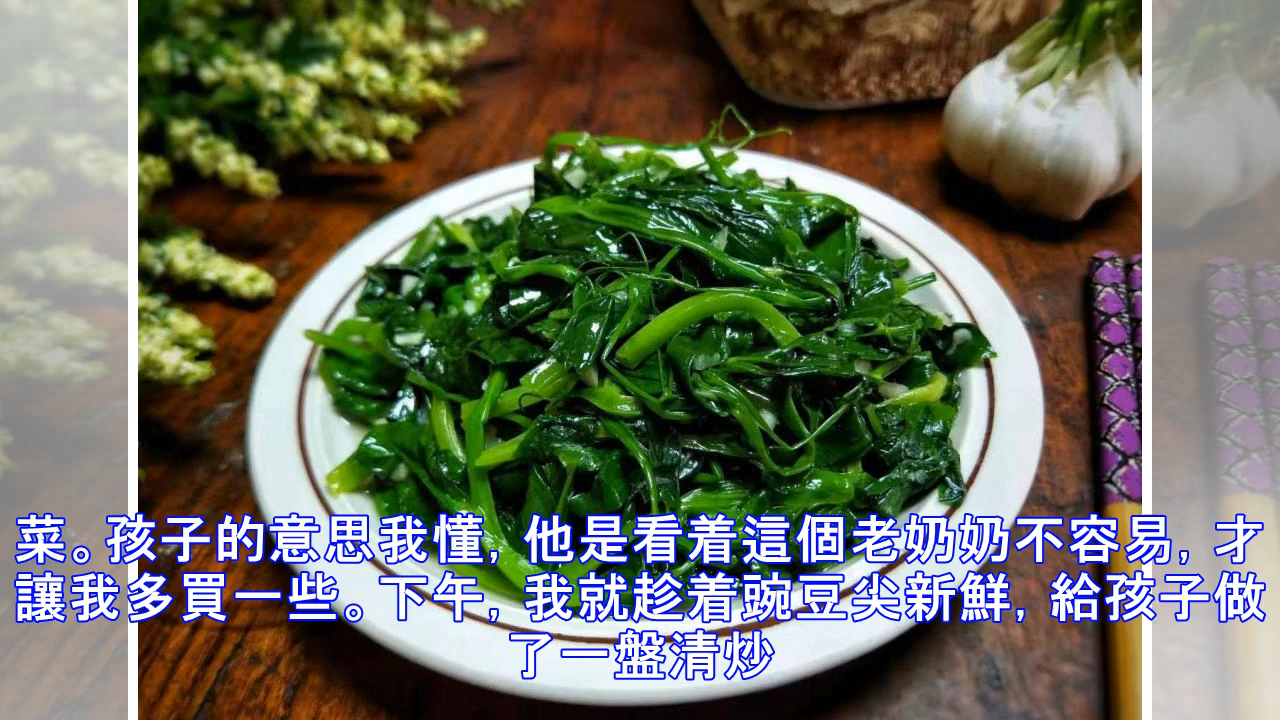 菜。孩子的意思我懂，他是看着這個老奶奶不容易，才
讓我多買一些。下午，我就趁着豌豆尖新鮮，給孩子做
了一盤清炒